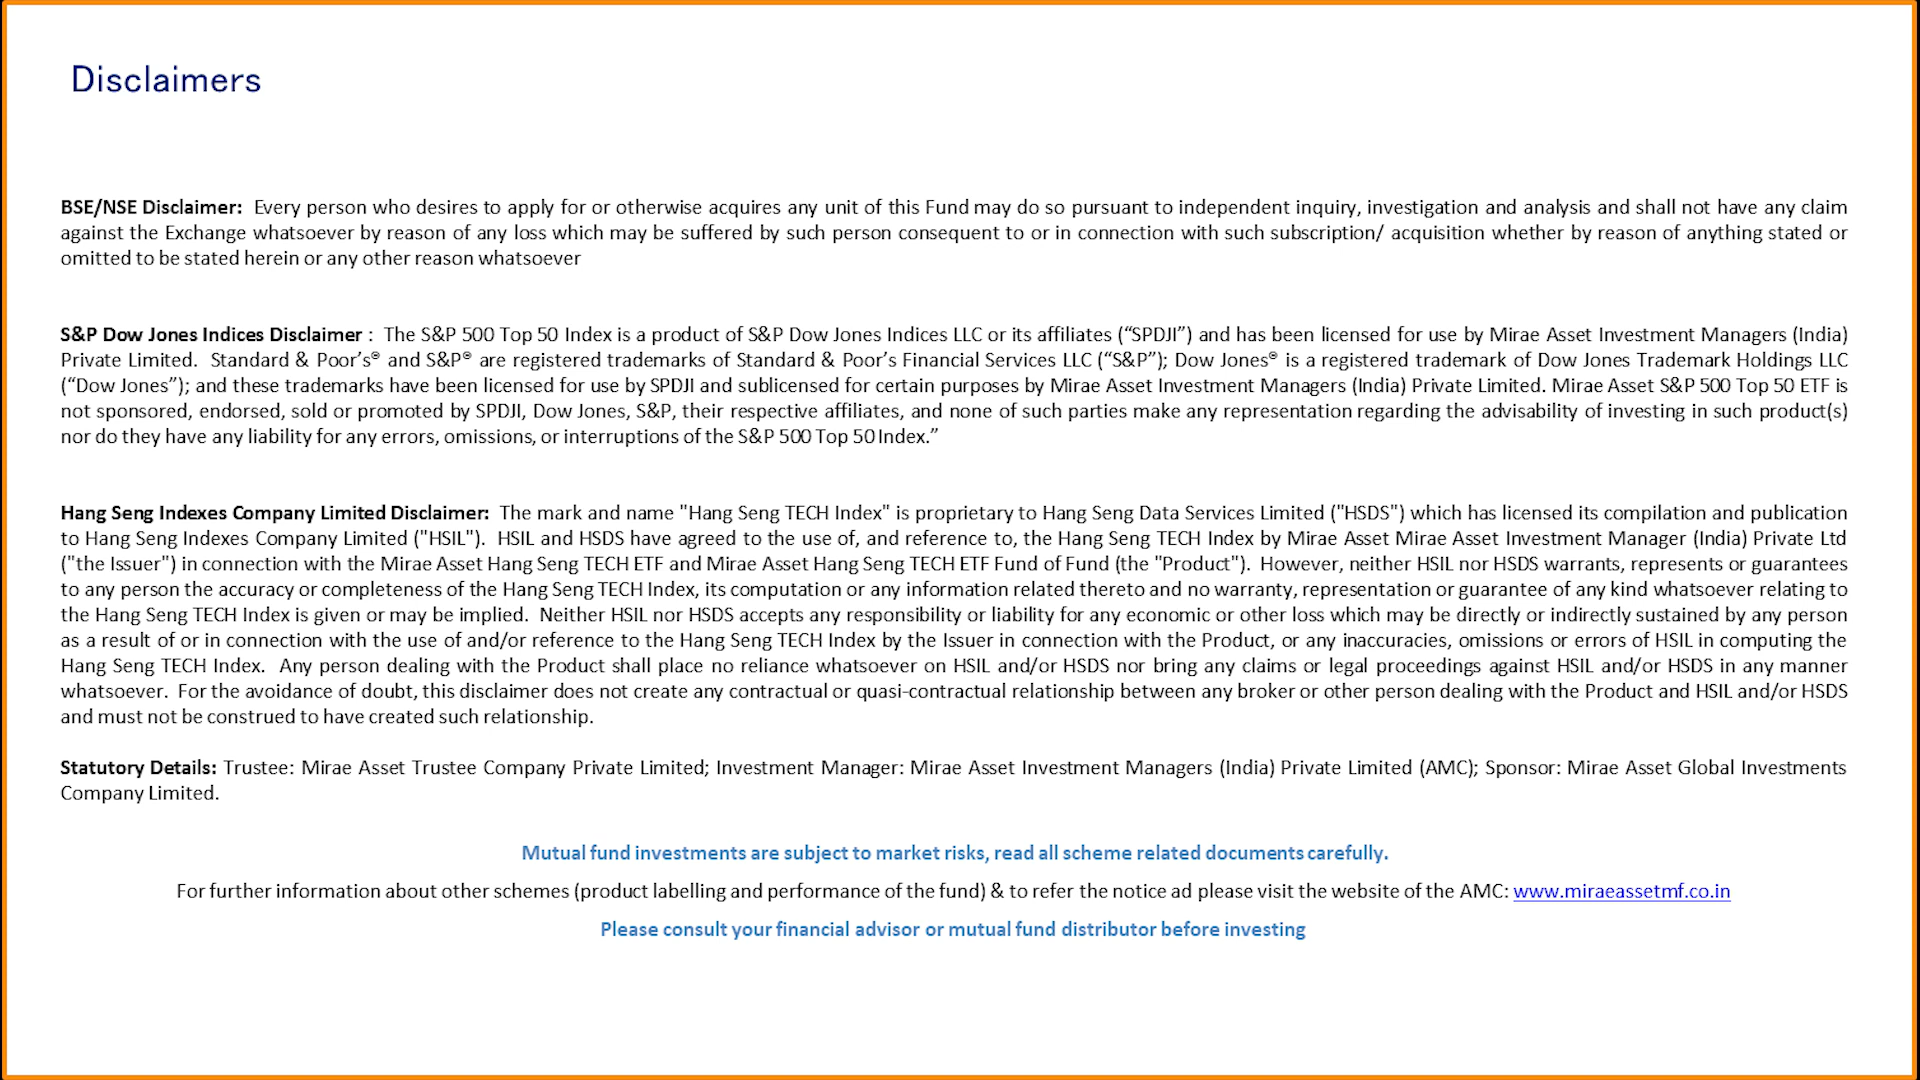 Disclaimers
BSE/NSE Disclaimer: Every person who desires to apply for or otherwise acquires any unit of this Fund may do so pursuant to independent inquiry, investigation and analysis and shall not have any claim
against the Exchange whatsoever by reason of any loss which may be suffered by such person consequent to or in connection with such subscription/ acquisition whether by reason of anything stated or
omitted to be stated herein or any other reason whatsoever
S&P Dow Jones Indices Disclaimer : The S&P 500 Top 50 Index is a product of S&P Dow Jones Indices LLC or its affiliates (“SPDJI”) and has been licensed for use by Mirae Asset Investment Managers (India)
Private Limited. Standard & Poor’s® and S&P® are registered trademarks of Standard & Poor’s Financial Services LLC (“S&P”); Dow Jones® is a registered trademark of Dow Jones Trademark Holdings LLC
(“Dow Jones”); and these trademarks have been licensed for use by SPDJI and sublicensed for certain purposes by Mirae Asset Investment Managers (India) Private Limited. Mirae Asset S&P 500 Top 50 ETF is
not sponsored, endorsed, sold or promoted by SPDJI, Dow Jones, S&P, their respective affiliates, and none of such parties make any representation regarding the advisability of investing in such product(s)
nor do they have any liability for any errors, omissions, or interruptions of the S&P 500 Top 50 Index.”
Hang Seng Indexes Company Limited Disclaimer: The mark and name "Hang Seng TECH Index" is proprietary to Hang Seng Data Services Limited ("HSDS") which has licensed its compilation and publication
to Hang Seng Indexes Company Limited ("HSIL"). HSIL and HSDS have agreed to the use of, and reference to, the Hang Seng TECH Index by Mirae Asset Mirae Asset Investment Manager (India) Private Ltd
("the Issuer") in connection with the Mirae Asset Hang Seng TECH ETF and Mirae Asset Hang Seng TECH ETF Fund of Fund (the "Product"). However, neither HSIL nor HSDS warrants, represents or guarantees
to any person the accuracy or completeness of the Hang Seng TECH Index, its computation or any information related thereto and no warranty, representation or guarantee of any kind whatsoever relating to
the Hang Seng TECH Index is given or may be implied. Neither HSIL nor HSDS accepts any responsibility or liability for any economic or other loss which may be directly or indirectly sustained by any person
as a result of or in connection with the use of and/or reference to the Hang Seng TECH Index by the Issuer in connection with the Product, or any inaccuracies, omissions or errors of HSIL in computing the
Hang Seng TECH Index. Any person dealing with the Product shall place no reliance whatsoever on HSIL and/or HSDS nor bring any claims or legal proceedings against HSIL and/or HSDS in any manner
whatsoever. For the avoidance of doubt, this disclaimer does not create any contractual or quasi-contractual relationship between any broker or other person dealing with the Product and HSIL and/or HSDS
and must not be construed to have created such relationship.
Statutory Details: Trustee: Mirae Asset Trustee Company Private Limited; Investment Manager: Mirae Asset Investment Managers (India) Private Limited (AMC); Sponsor: Mirae Asset Global Investments
Company Limited.
Mutual fund investments are subject to market risks, read all scheme related documents carefully.
For further information about other schemes (product labelling and performance of the fund) & to refer the notice ad please visit the website of the AMC: www.miraeassetmf.co.in
Please consult your financial advisor or mutual fund distributor before investing